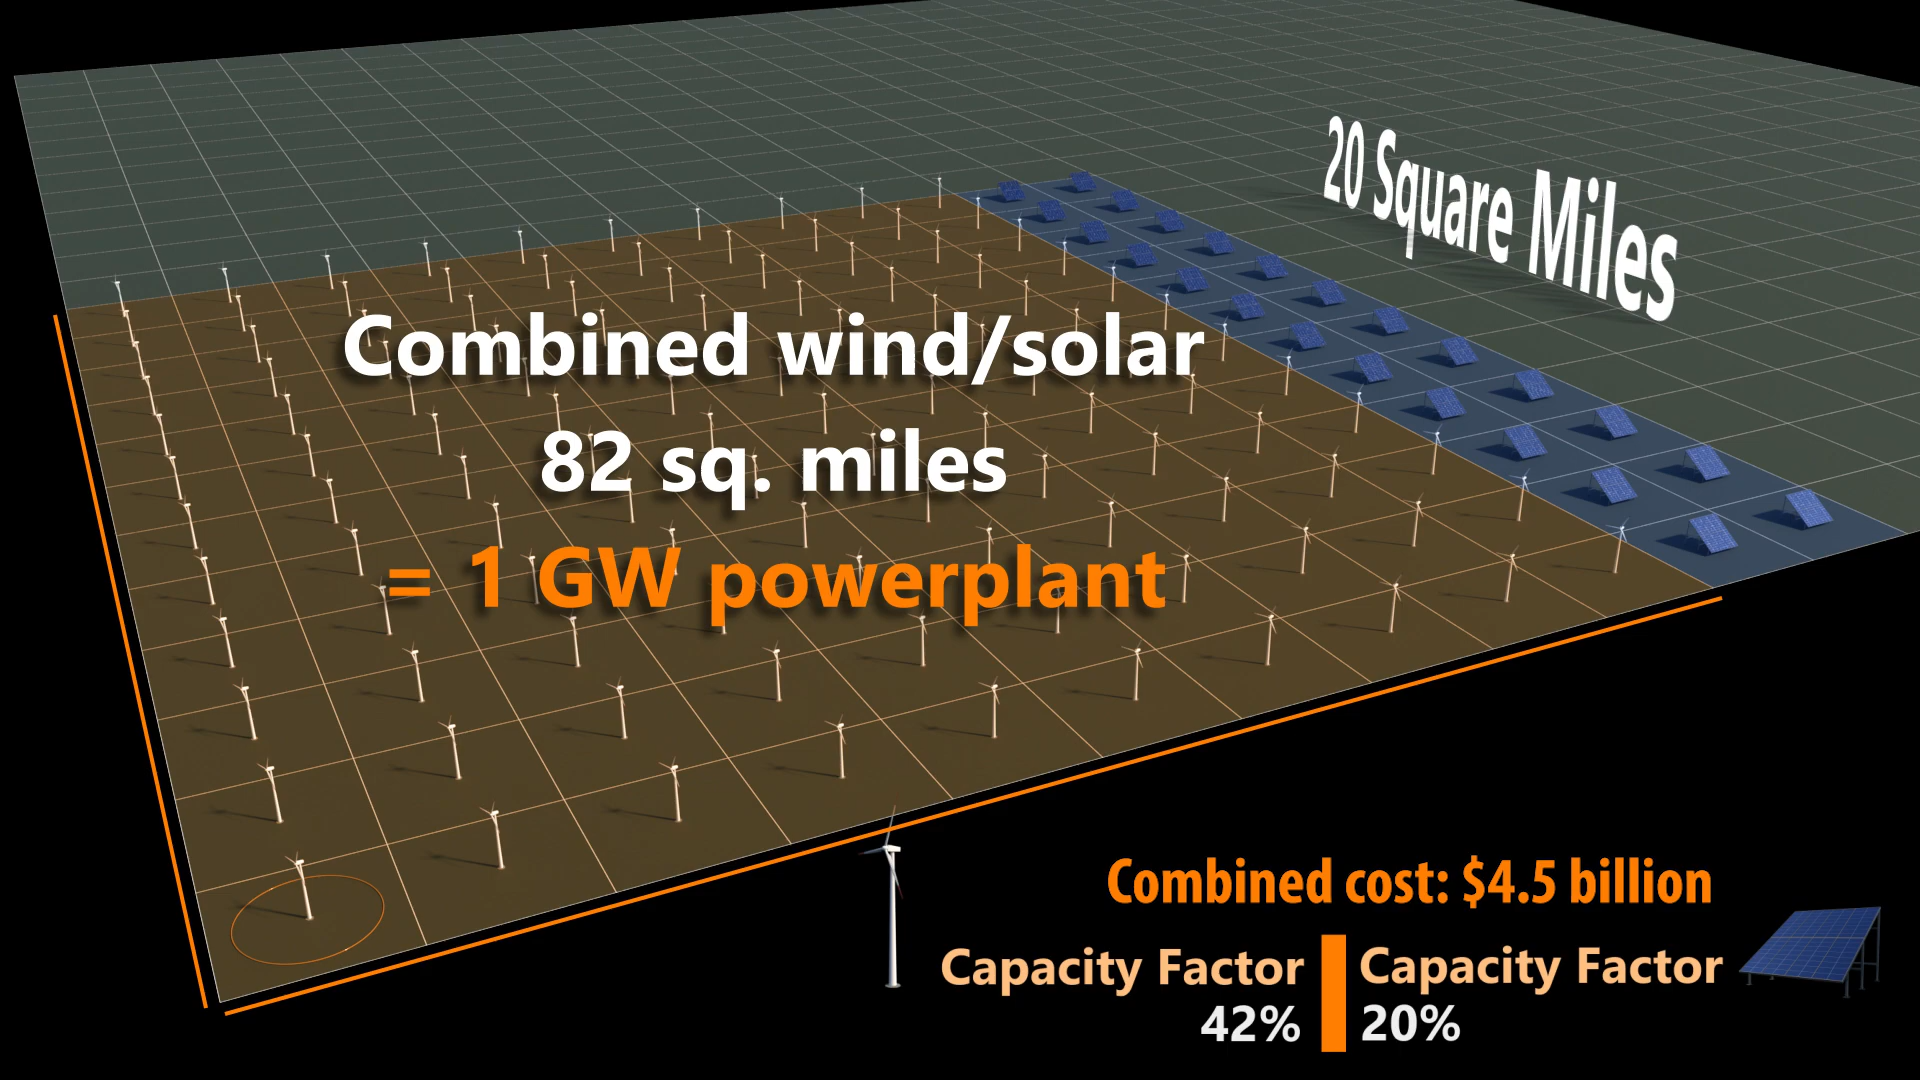 20 Square Miles
Combined wind/solar
82 sq. miles
= 1 GW powerplant
Combined cost: $4.5 billion
Capacity Factor
42%
Capacity Factor
20%